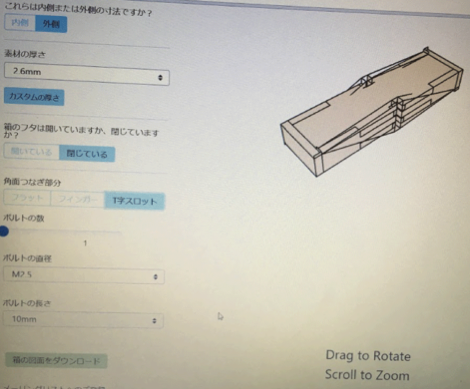 これらは内側または外側の寸法ですか？
内側 外側
素材の厚さ
2.6mm
カスタムの厚さ
箱のフタは開いていますか、閉じています
か？
開いている 閉じている
角面つなぎ部分
フラット フィンガー T字スロット
ボルトの数
1
ボルトの直径
M2.5
ボルトの長さ
10mm
箱の図面をダウンロード
Drag to Rotate
Scroll to Zoom